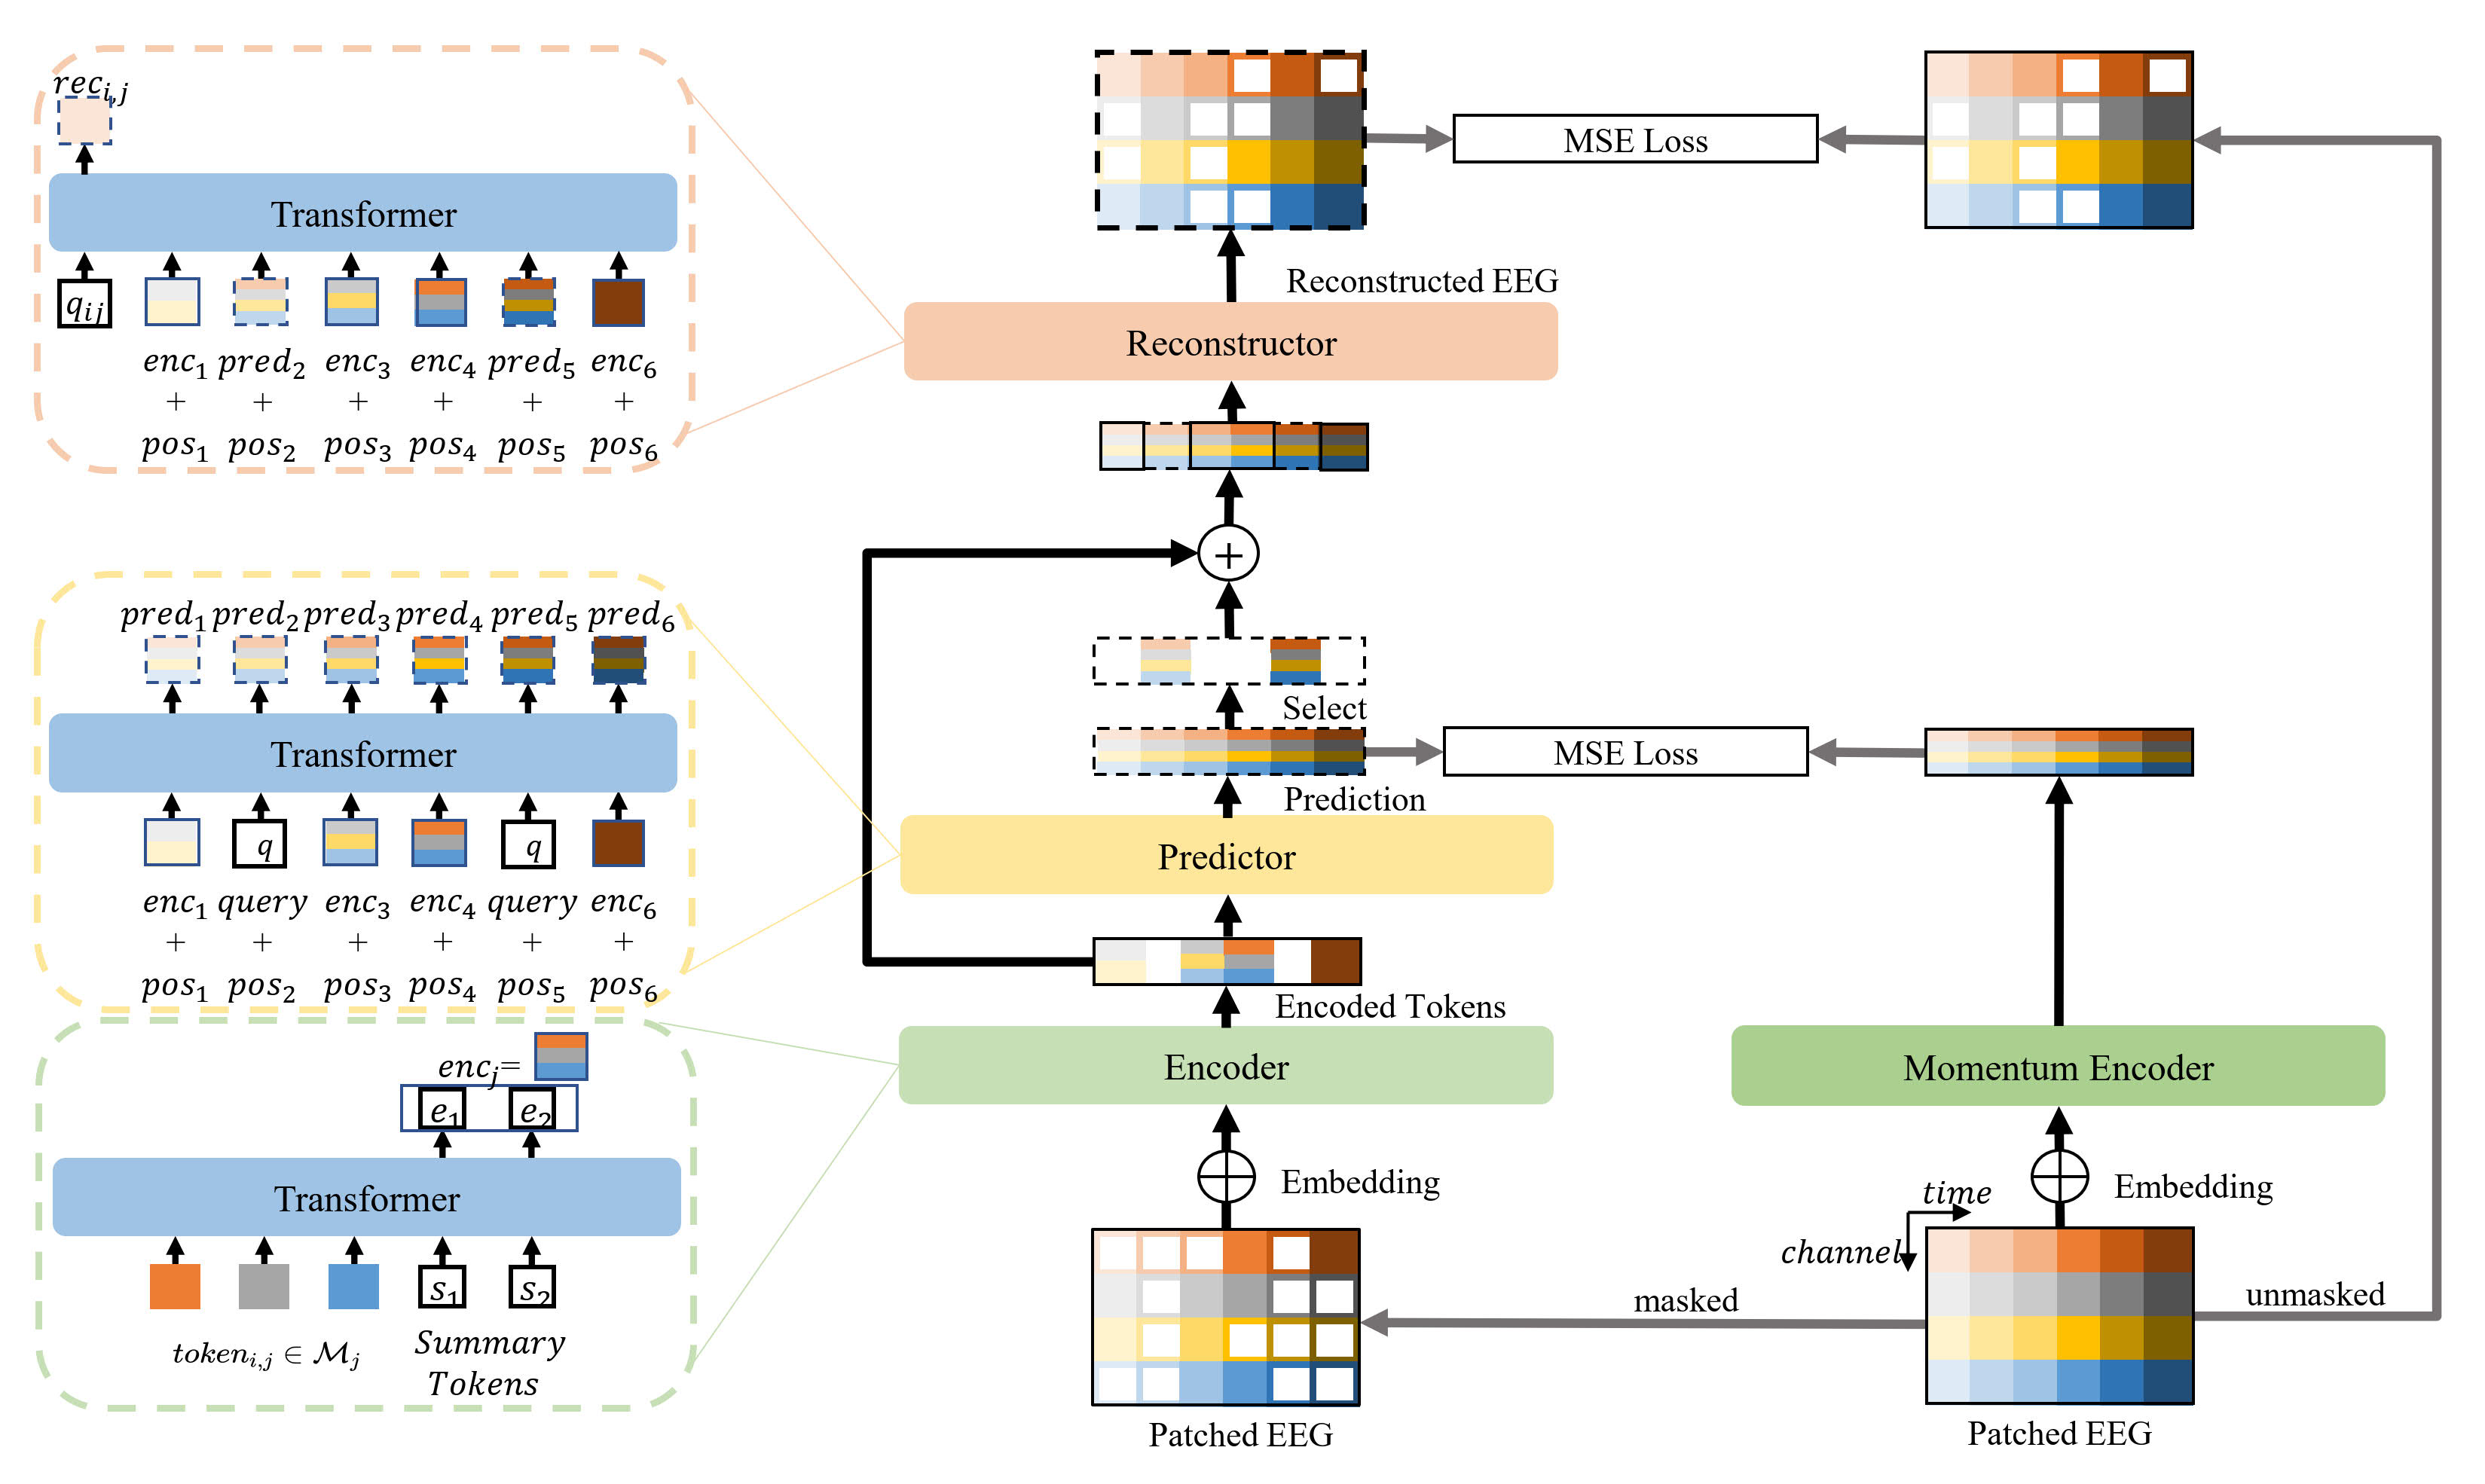 rec_{i,j}
Transformer
q_{ij}
enc_1 pred_2 enc_3 enc_4 pred_5 enc_6
+ + + + + +
pos_1 pos_2 pos_3 pos_4 pos_5 pos_6
pred_1 pred_2 pred_3 pred_4 pred_5 pred_6
Transformer
q q
enc_1 query enc_3 enc_4 query enc_6
+ + + + + +
pos_1 pos_2 pos_3 pos_4 pos_5 pos_6
enc_j=
e_1 e_2
Transformer
s_1 s_2
token_{i,j} ∈ M_j
Summary
Tokens
MSE Loss
Reconstructed EEG
Reconstructor
+
Select
MSE Loss
Prediction
Predictor
Encoded Tokens
Encoder
Embedding
Patched EEG
Momentum Encoder
Embedding
time
channel
masked
unmasked
Patched EEG